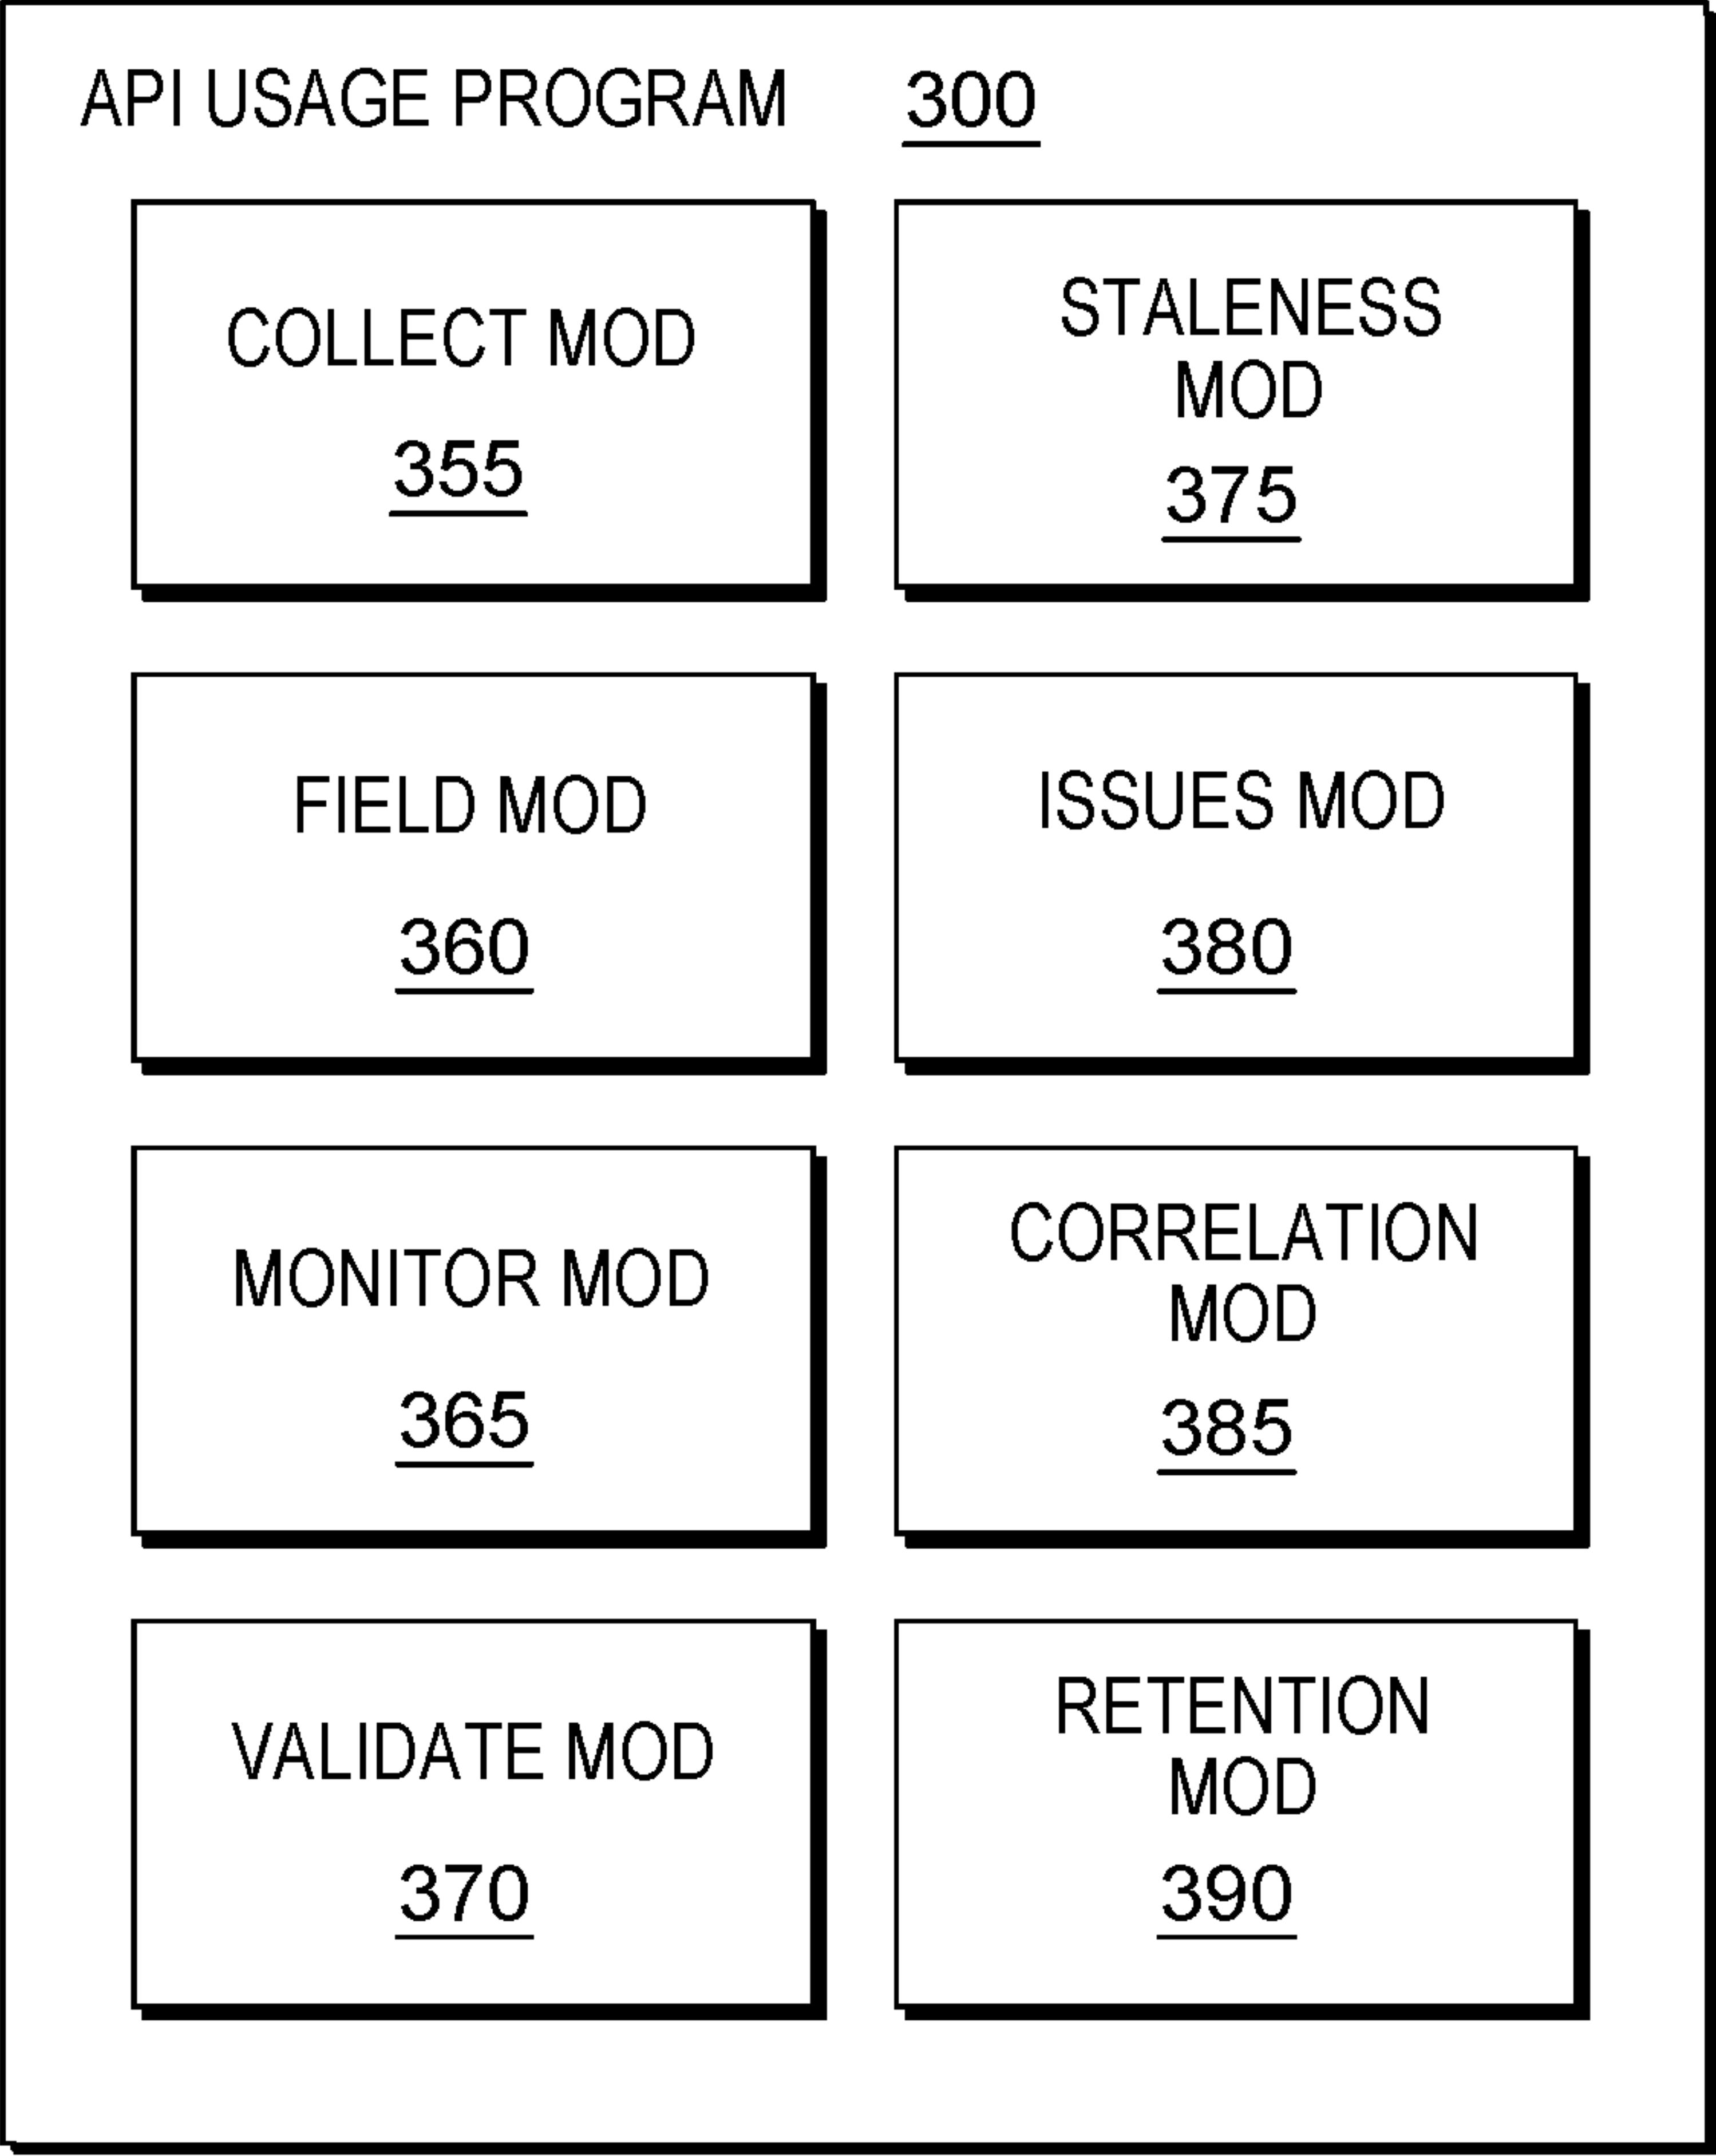 API USAGE PROGRAM 300
COLLECT MOD
355
STALENESS
MOD
375
FIELD MOD
360
ISSUES MOD
380
MONITOR MOD
365
CORRELATION
MOD
385
VALIDATE MOD
370
RETENTION
MOD
390